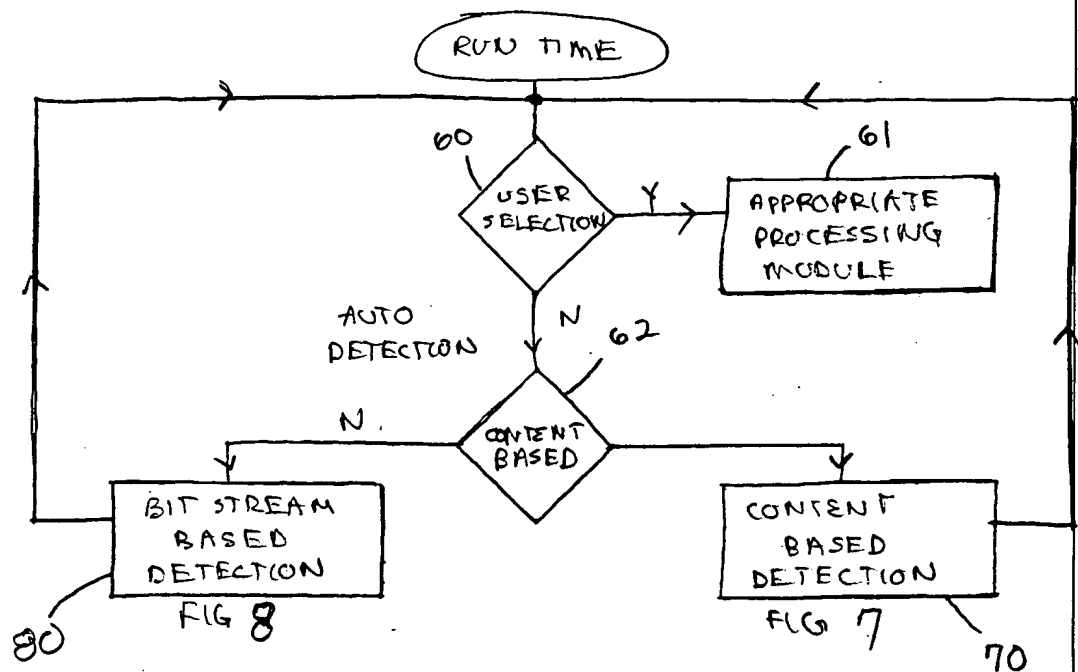 RUN TIME
60
USER
SELECTION
Y
61
APPROPRIATE
PROCESSING
MODULE
AUTO
DETECTION
N
62
CONTENT
BASED
N.
BIT STREAM
BASED
DETECTION
FIG 8
80
CONTENT
BASED
DETECTION
FIG 7
70